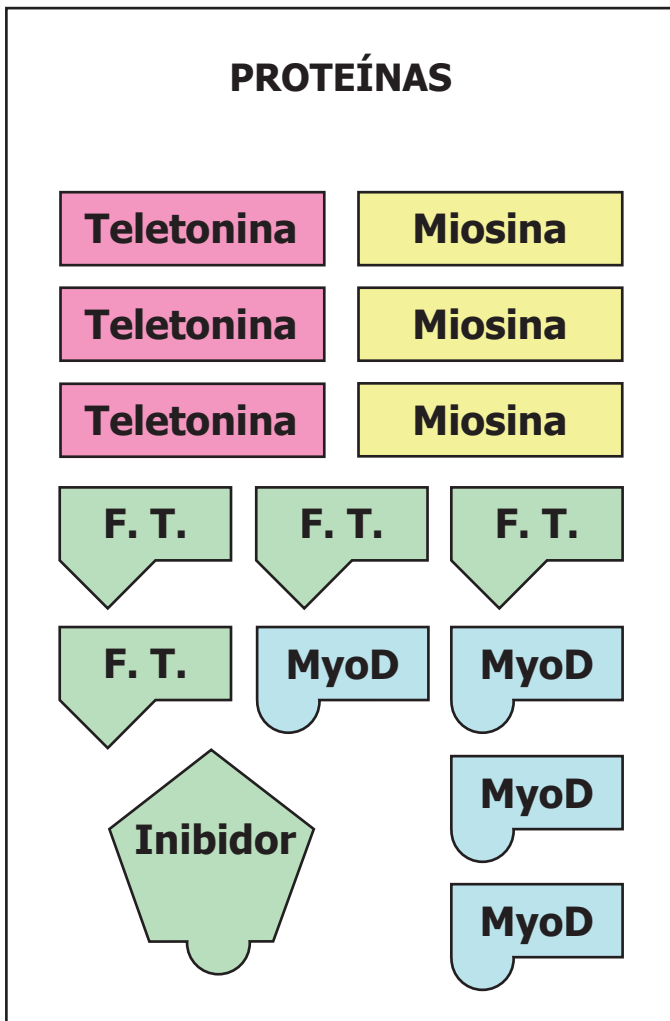 PROTEÍNAS
Teletonina Miosina
Teletonina Miosina
Teletonina Miosina
F. T. F. T. F. T.
F. T. MyoD MyoD
MyoD
Inibidor
MyoD